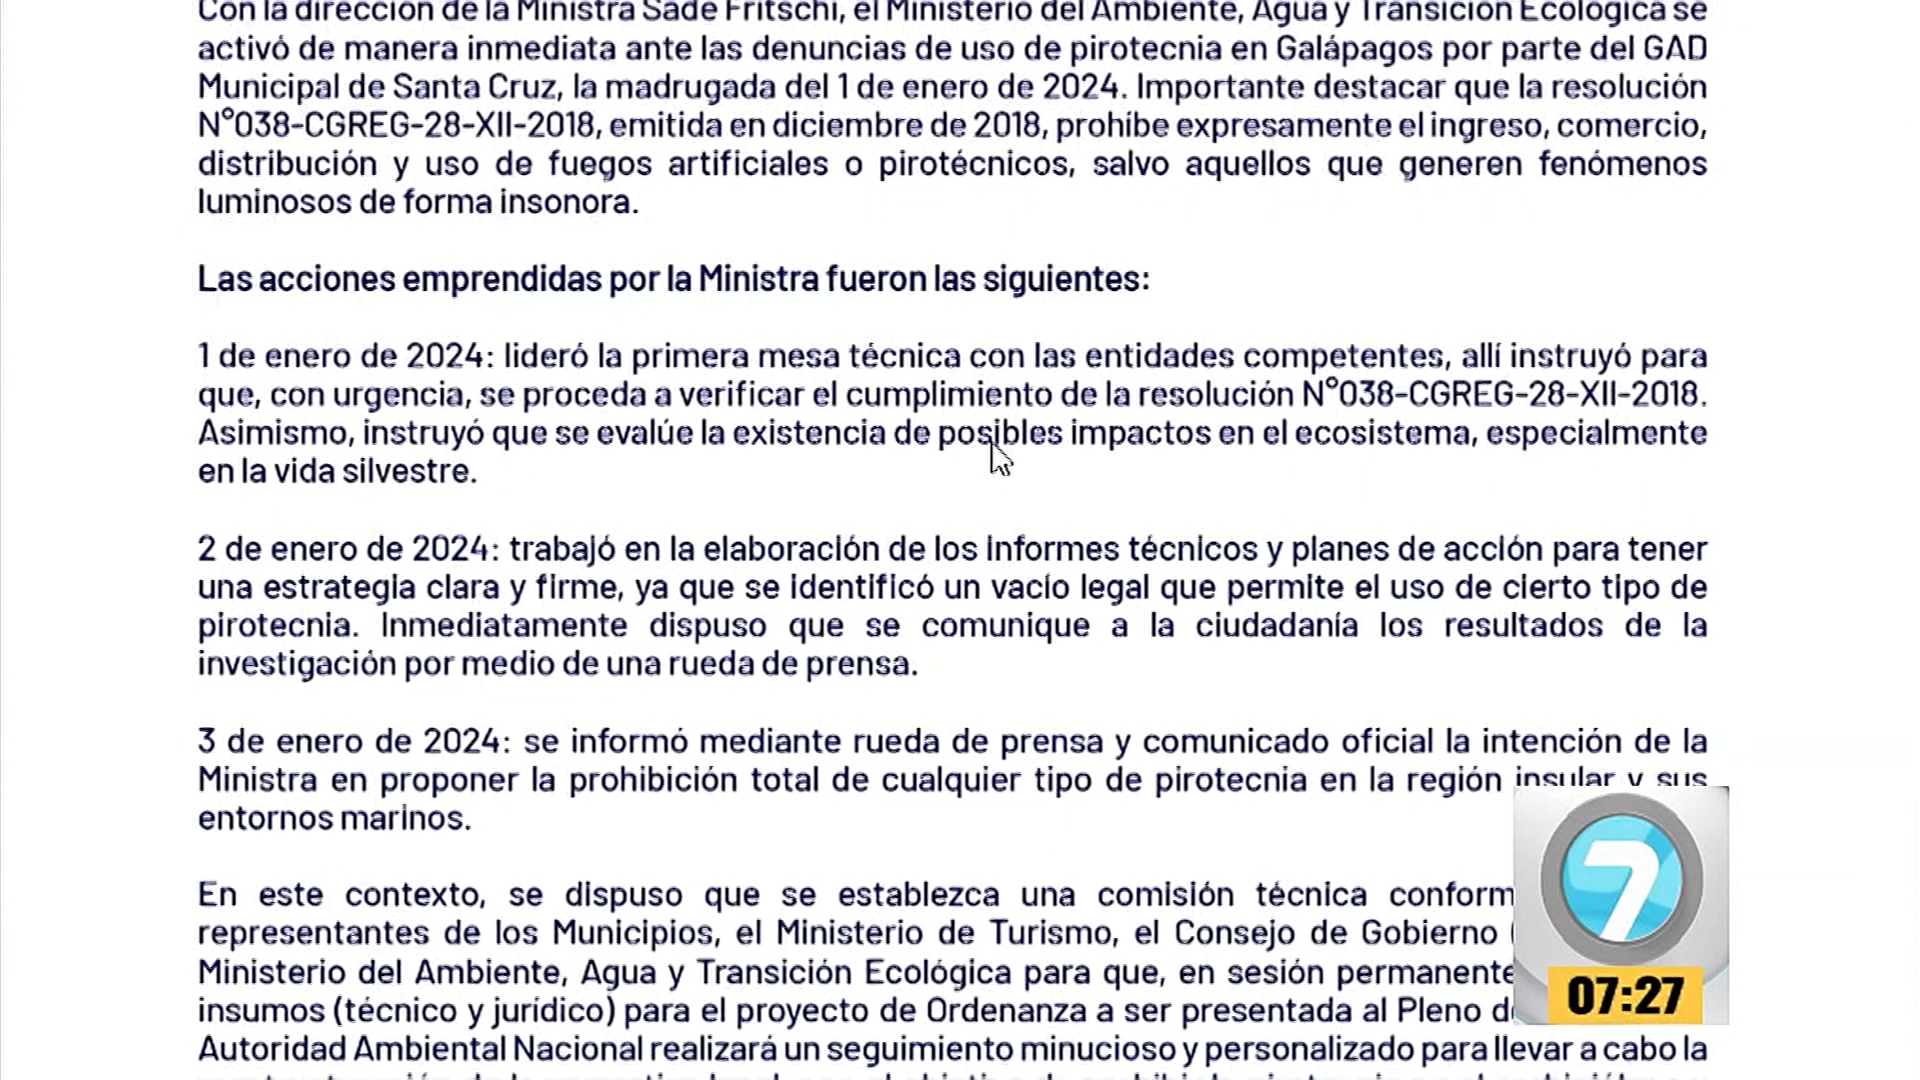 Con la dirección de la Ministra Sade Fritschi, el Ministerio del Ambiente, Agua y Transición Ecológica se
activó de manera inmediata ante las denuncias de uso de pirotecnia en Galápagos por parte del GAD
Municipal de Santa Cruz, la madrugada del 1 de enero de 2024. Importante destacar que la resolución
N°038-CGREG-28-XII-2018, emitida en diciembre de 2018, prohíbe expresamente el ingreso, comercio,
distribución y uso de fuegos artificiales o pirotécnicos, salvo aquellos que generen fenómenos
luminosos de forma insonora.
Las acciones emprendidas por la Ministra fueron las siguientes:
1 de enero de 2024: lideró la primera mesa técnica con las entidades competentes, allí instruyó para
que, con urgencia, se proceda a verificar el cumplimiento de la resolución N°038-CGREG-28-XII-2018.
Asimismo, instruyó que se evalúe la existencia de posibles impactos en el ecosistema, especialmente
en la vida silvestre.
2 de enero de 2024: trabajó en la elaboración de los informes técnicos y planes de acción para tener
una estrategia clara y firme, ya que se identificó un vacío legal que permite el uso de cierto tipo de
pirotecnia. Inmediatamente dispuso que se comunique a la ciudadanía los resultados de la
investigación por medio de una rueda de prensa.
3 de enero de 2024: se informó mediante rueda de prensa y comunicado oficial la intención de la
Ministra en proponer la prohibición total de cualquier tipo de pirotecnia en la región insular y sus
entornos marinos.
En este contexto, se dispuso que se establezca una comisión técnica conform
representantes de los Municipios, el Ministerio de Turismo, el Consejo de Gobierno
Ministerio del Ambiente, Agua y Transición Ecológica para que, en sesión permanente
insumos (técnico y jurídico) para el proyecto de Ordenanza a ser presentada al Pleno
Autoridad Ambiental Nacional realizará un seguimiento minucioso y personalizado para llevar a cabo la
7
07:27